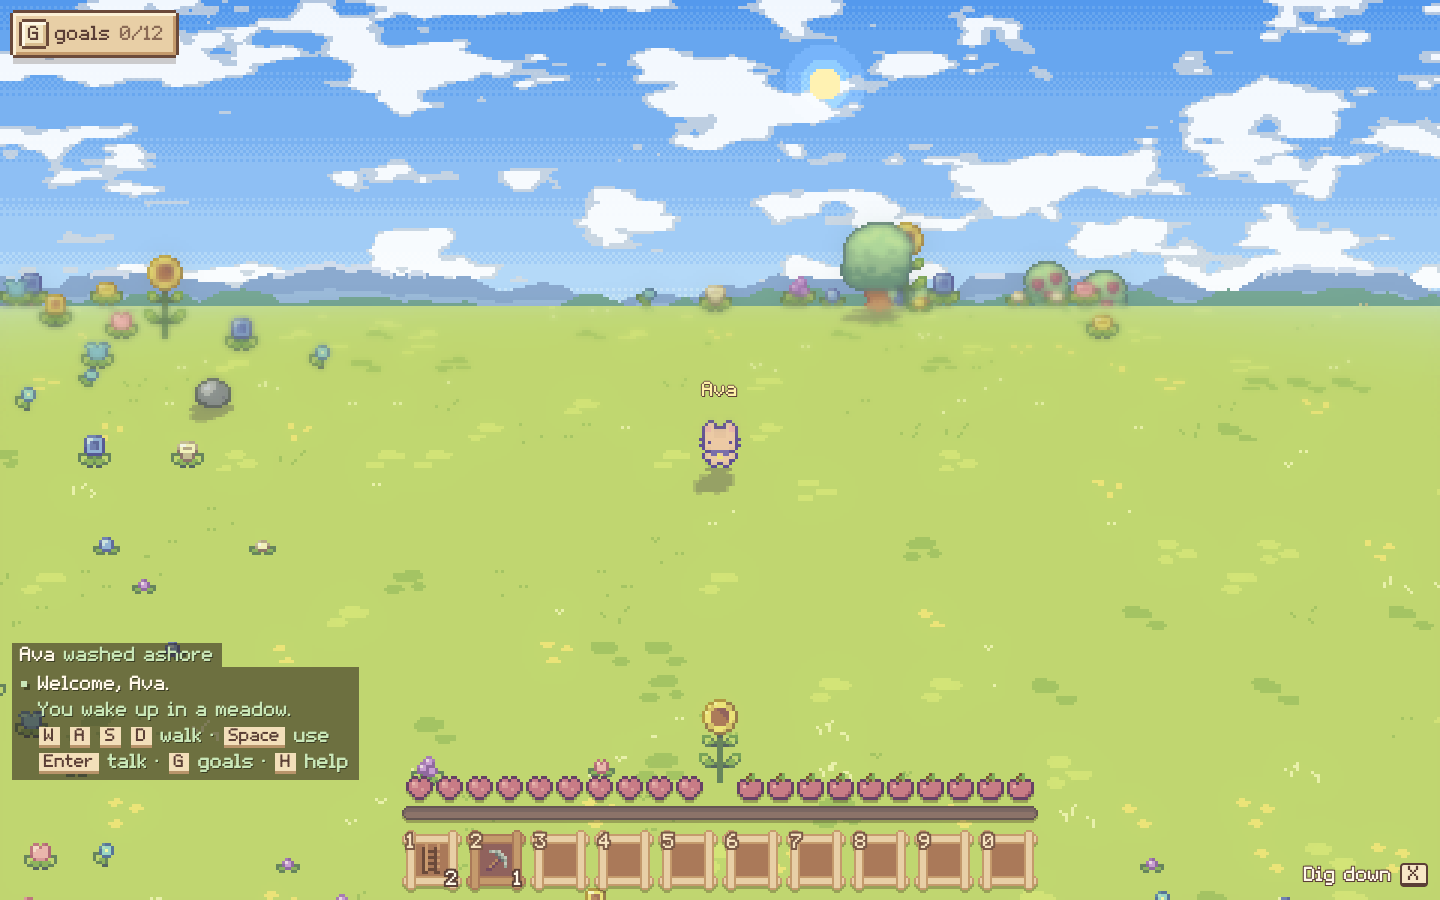 G goals 0/12
Ava
Ava washed ashore
Welcome, Ava.
You wake up in a meadow.
W A S D walk · Space use
Enter talk · G goals · H help
1 2 3 4 5 6 7 8 9 0
2 1
Dig down X